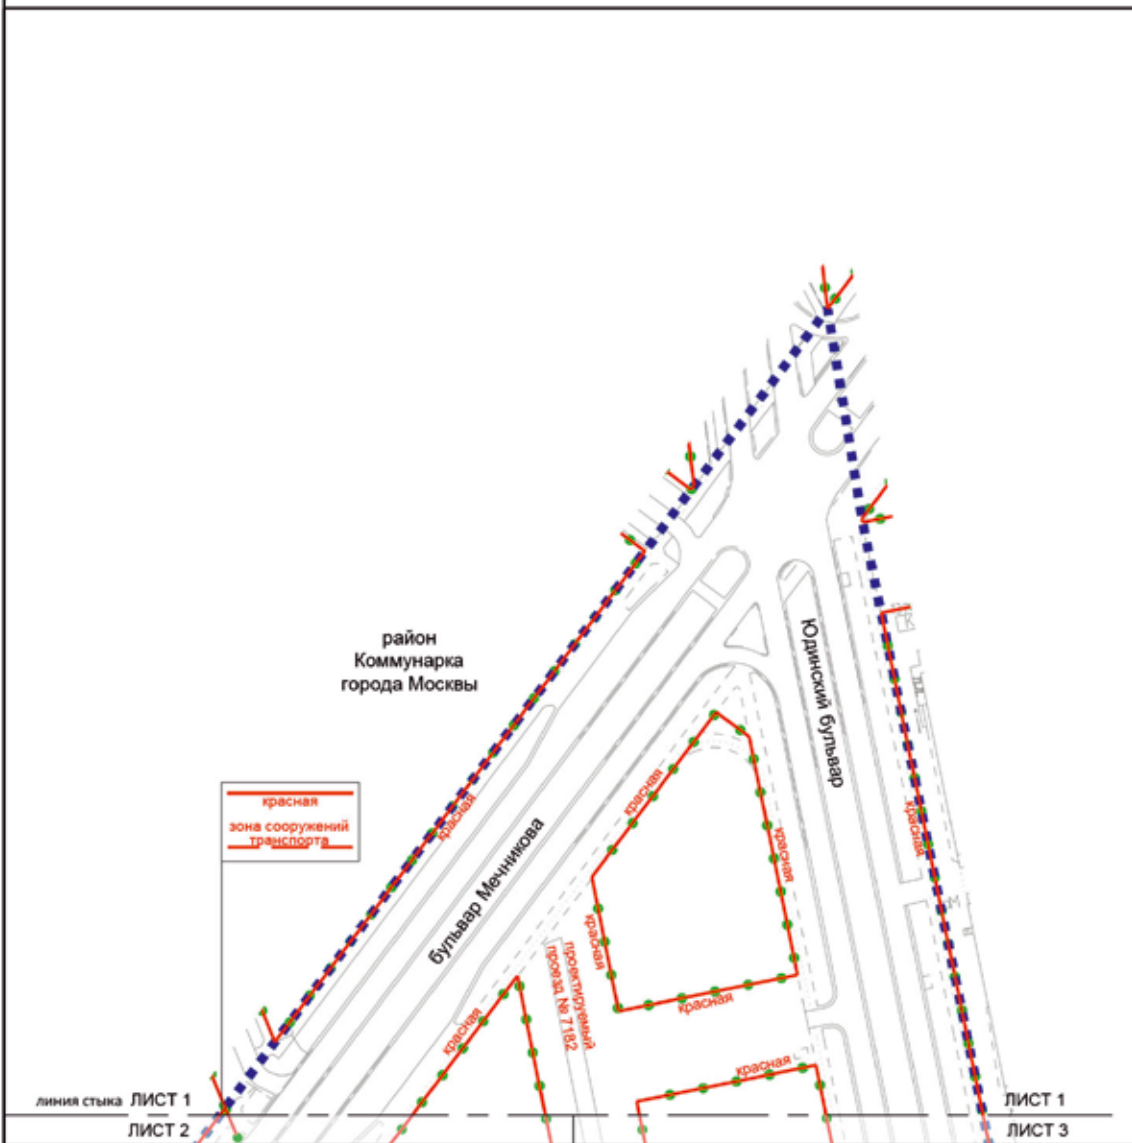 район
Коммунарка
города Москвы
Юдинский бульвар
красная
зона сооружений
транспорта
красная
красная
красная
красная
бульвар Мечникова
красная
проектируемый
проезд № 7182
красная
красная
красная
линия стыка ЛИСТ 1
ЛИСТ 1
ЛИСТ 2
ЛИСТ 3